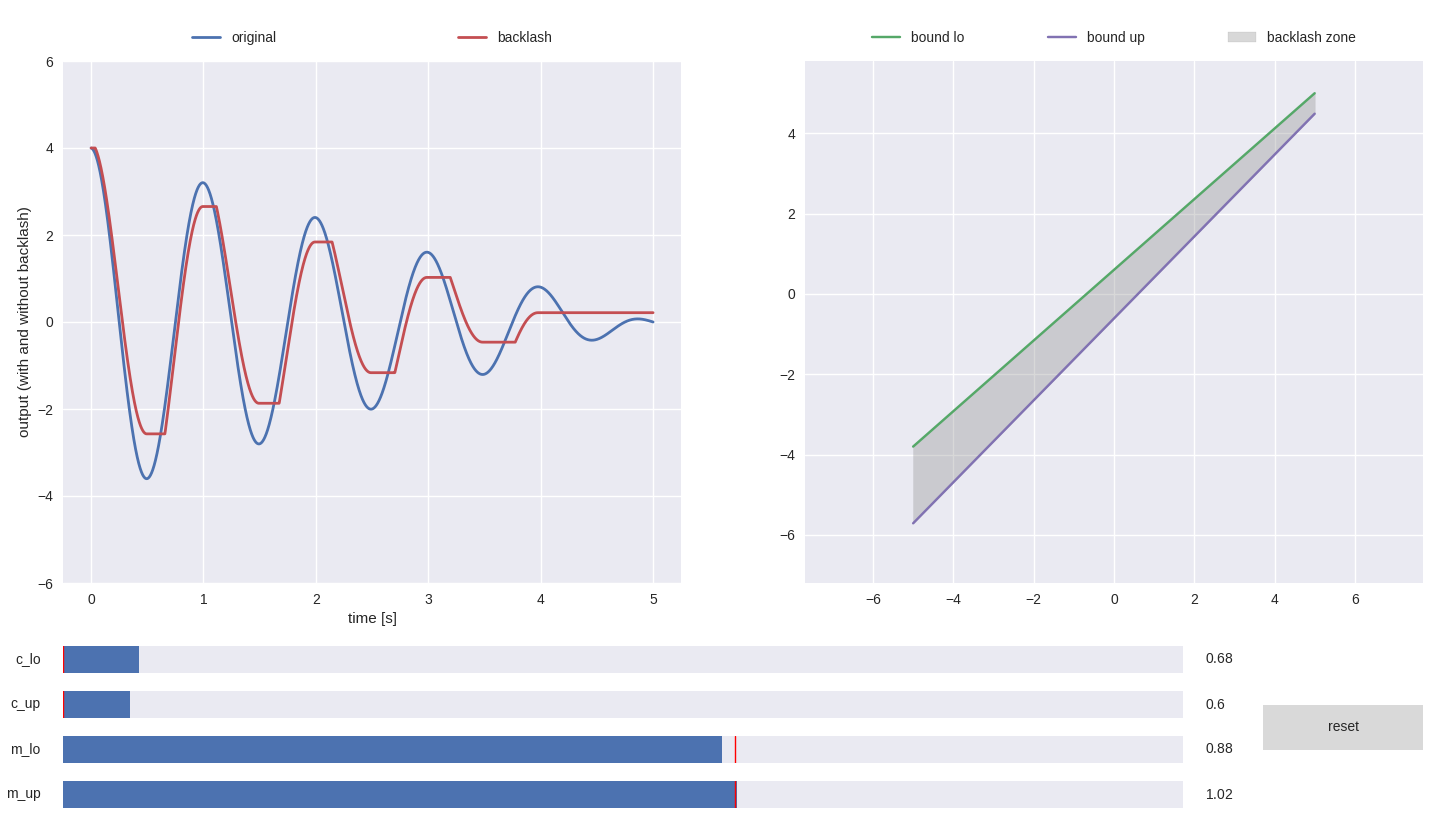 original backlash
bound lo bound up backlash zone
6
4
2
0
−2
−4
−6
output (with and without backlash)
0 1 2 3 4 5
time [s]
4
2
0
−2
−4
−6
−6 −4 −2 0 2 4 6
c_lo 0.68
c_up 0.6
m_lo 0.88
m_up 1.02
reset